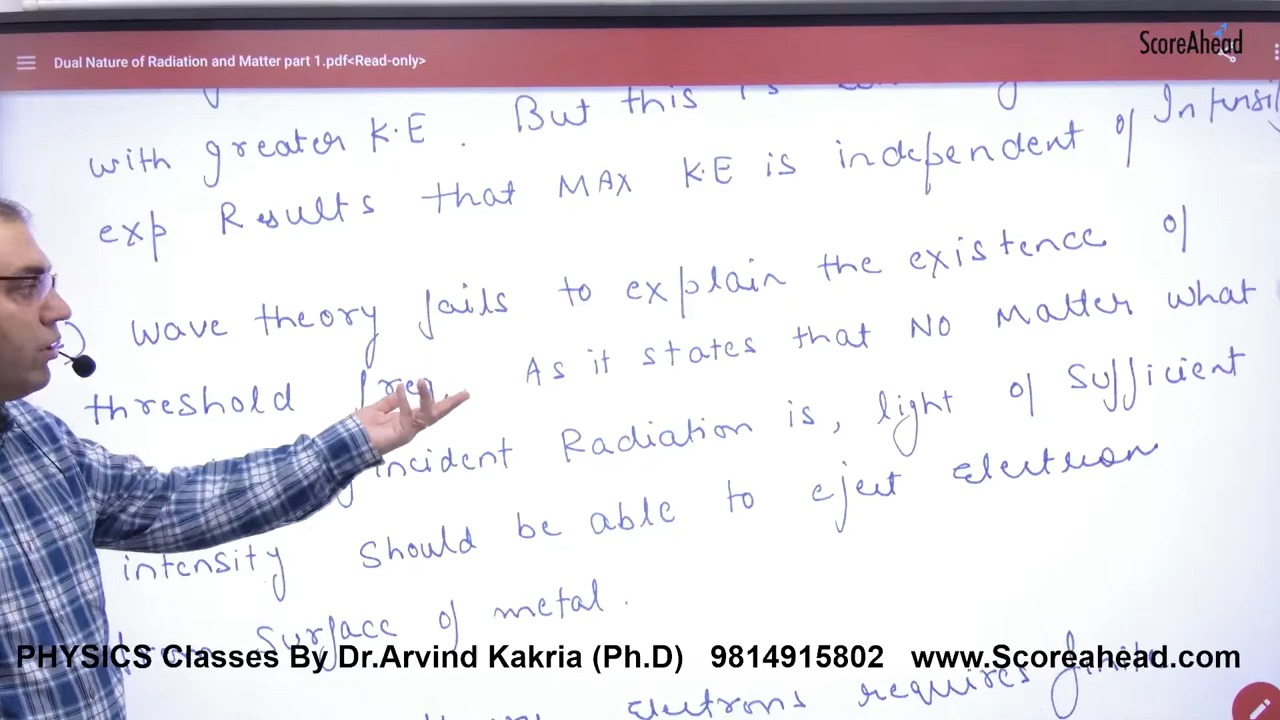 ScoreAhead
Dual Nature of Radiation and Matter part 1.pdf<Read-only>
with greater K.E. But this is
exp Results that MAX K.E is independent of Intensi
wave theory fails to explain the existence of
threshold freq. As it states that NO Matter what
incident Radiation is, light of Sufficient
intensity should be able to eject electron
from surface of metal.
PHYSICS Classes By Dr.Arvind Kakria (Ph.D) 9814915802 www.Scoreahead.com
electrons requires finite